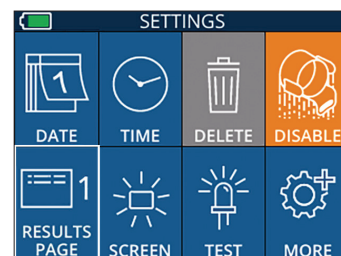 SETTINGS
1
DATE
TIME
DELETE
DISABLE
1
RESULTS
PAGE
SCREEN
TEST
MORE